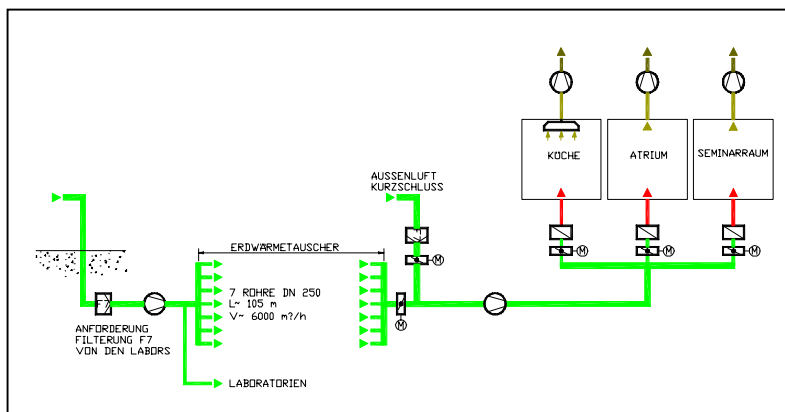 KÜCHE
ATRIUM
SEMINARRAUM
AUSSENLUFT
KURZSCHLUSS
M
M
M
M
ERDWÄRMETAUSCHER
7 ROHRE DN 250
L~ 105 m
V~ 6000 m?/h
F7
M
ANFORDERUNG
FILTERUNG F7
VON DEN LABORS
LABORATORIEN